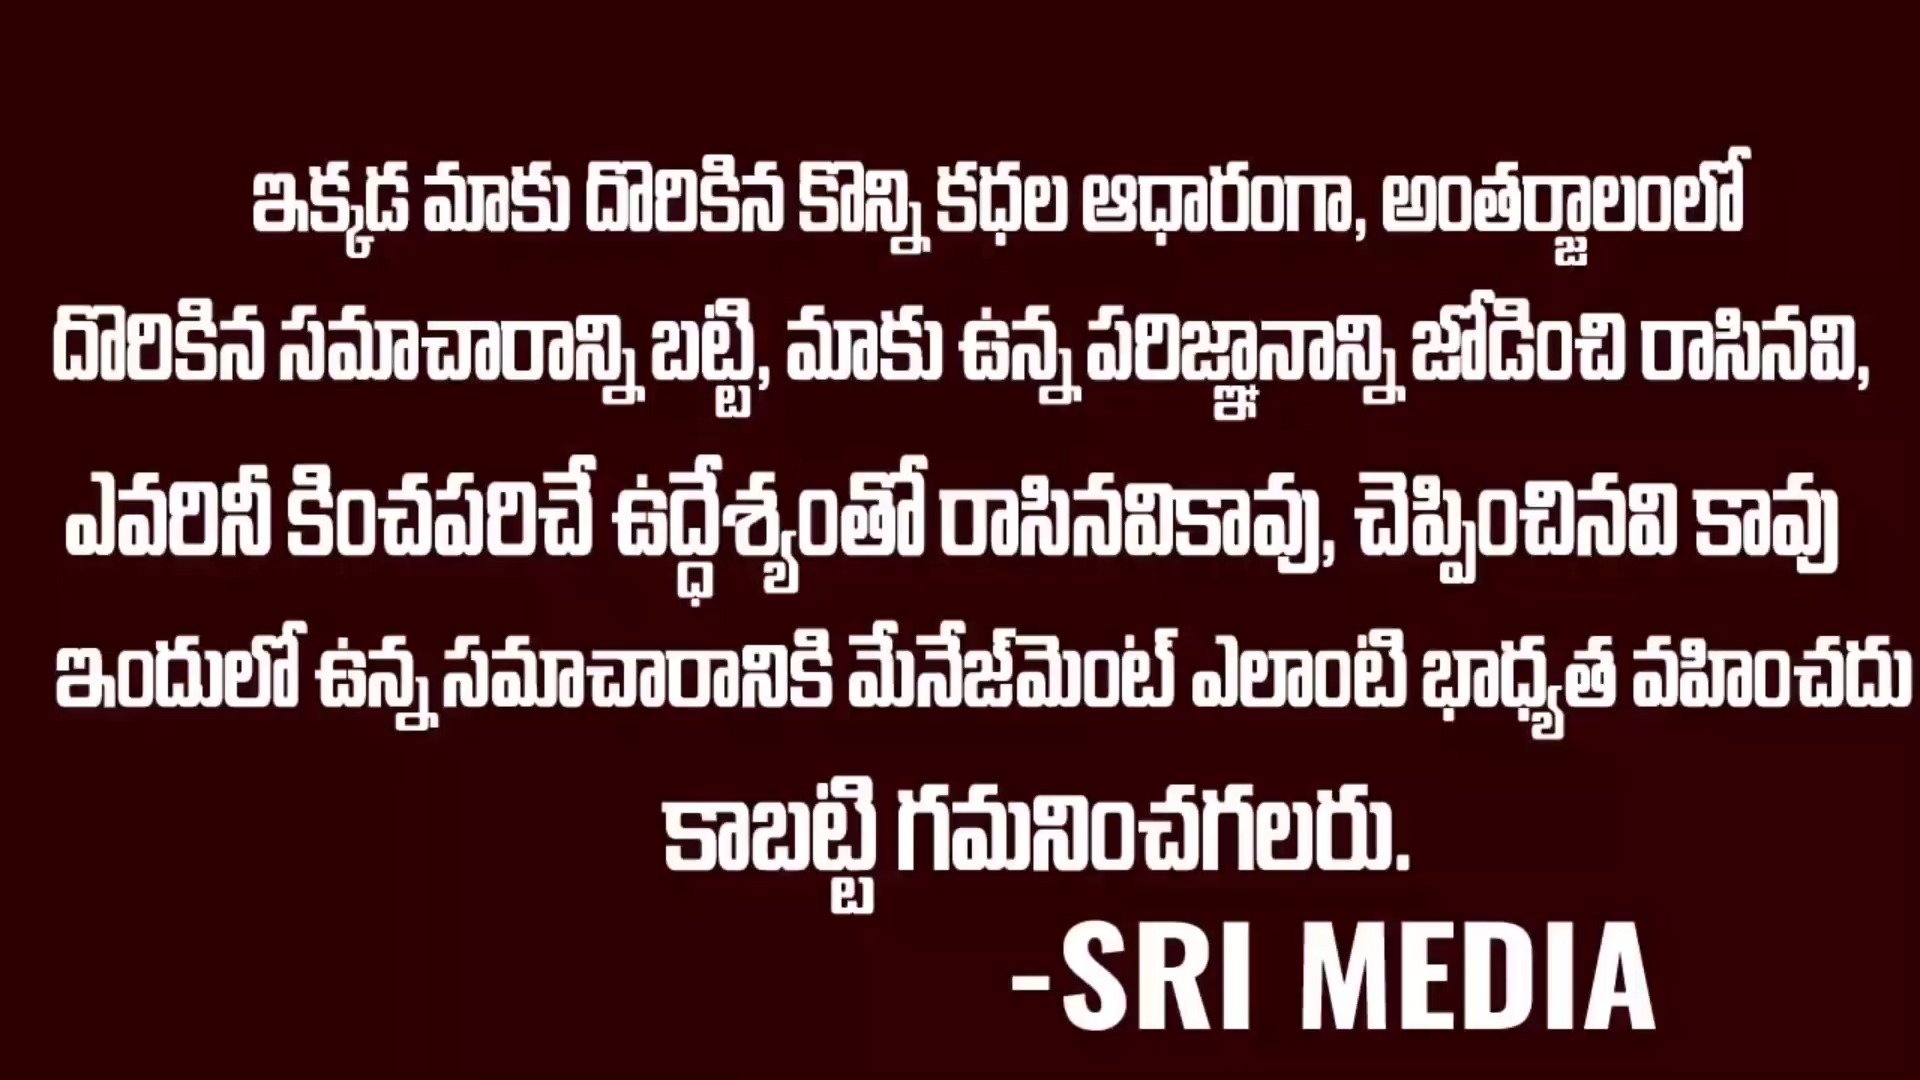 ఇక్కడ మాకు దొరికిన కొన్ని కధల ఆధారంగా, అంతర్జాలంలో
దొరికిన సమాచారాన్ని బట్టి, మాకు ఉన్న పరిజ్ఞానాన్ని జోడించి రాసినవి,
ఎవరినీ కించపరిచే ఉద్ధేశ్యంతో రాసినవికావు, చెప్పించినవి కావు
ఇందులో ఉన్న సమాచారానికి మేనేజ్‌మెంట్ ఎలాంటి భాధ్యత వహించదు
కాబట్టి గమనించగలరు.
-SRI MEDIA